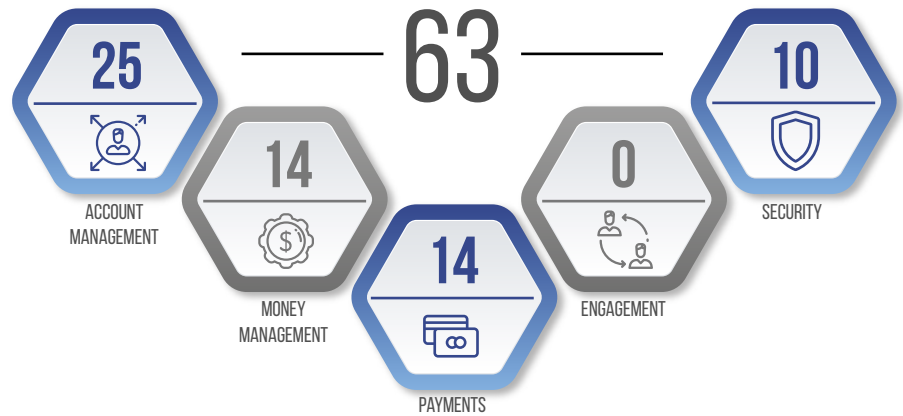 63
25
ACCOUNT
MANAGEMENT
14
$
MONEY
MANAGEMENT
14
PAYMENTS
0
ENGAGEMENT
10
SECURITY